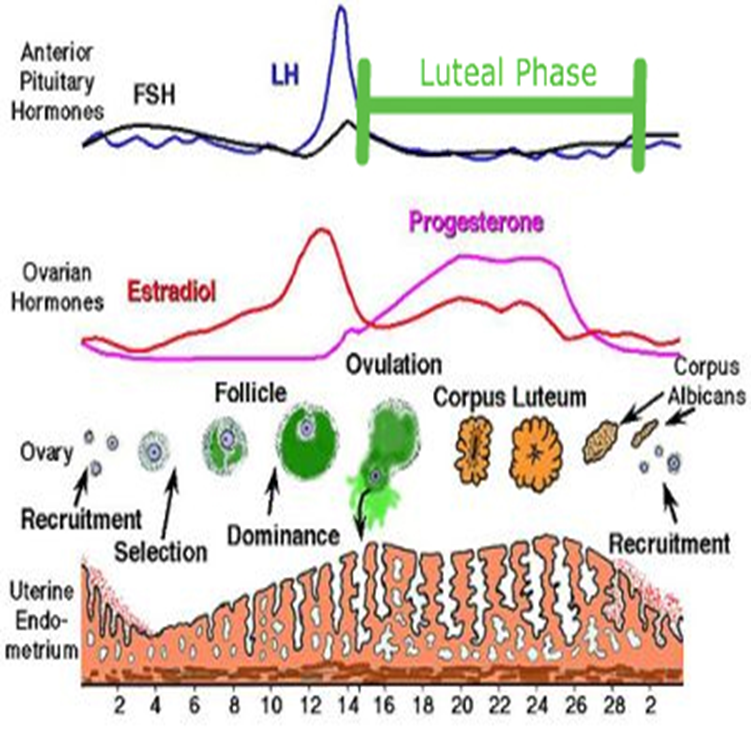 Anterior
Pituitary
Hormones
FSH
LH
Luteal Phase
Ovarian
Hormones
Estradiol
Progesterone
Ovulation
Follicle
Corpus Luteum
Corpus
Albicans
Ovary
Recruitment
Selection
Dominance
Recruitment
Uterine
Endo-
metrium
2 4 6 8 10 12 14 16 18 20 22 24 26 28 2